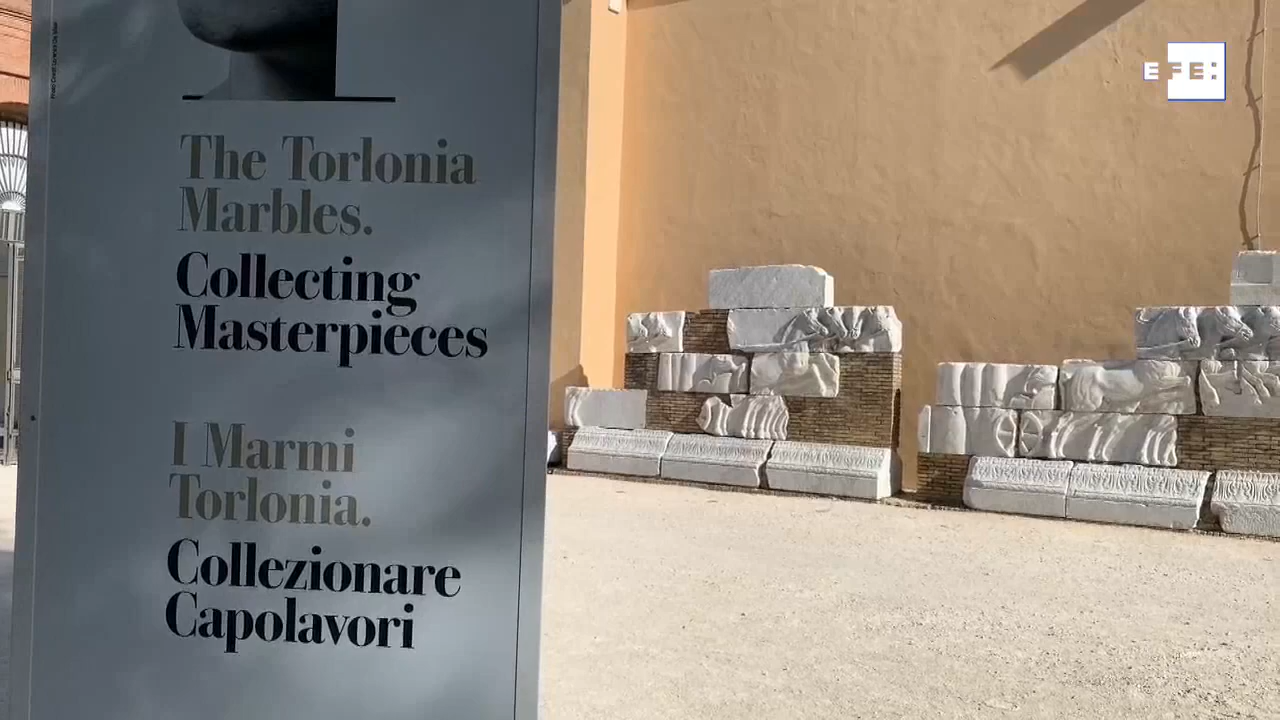 EFE:
The Torlonia
Marbles.
Collecting
Masterpieces
I Marmi
Torlonia.
Collezionare
Capolavori